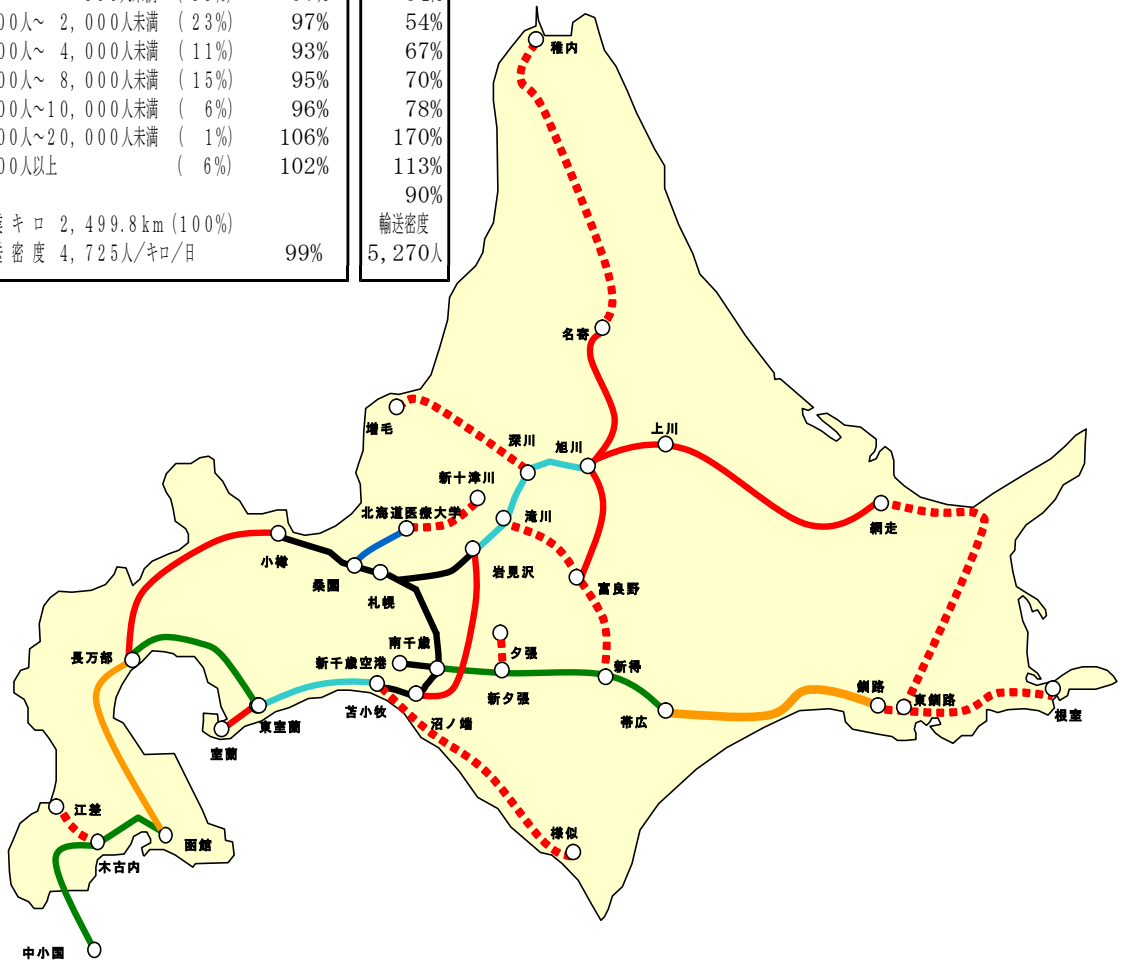 00人～ 2,000人未満 (23%) 97% 54%
00人～ 4,000人未満 (11%) 93% 67%
00人～ 8,000人未満 (15%) 95% 70%
00人～10,000人未満 ( 6%) 96% 78%
00人～20,000人未満 ( 1%) 106% 170%
00人以上 ( 6%) 102% 113%
90%
キロ 2,499.8km(100%) 輸送密度
密度 4,725人/キロ/日 99% 5,270人
稚内
名寄
増毛
深川
旭川
上川
新十津川
北海道医療大学
滝川
網走
小樽
桑園
札幌
岩見沢
富良野
長万部
南千歳
新千歳空港
夕張
新得
苫小牧
沼ノ端
新夕張
釧路
東釧路
根室
帯広
東室蘭
室蘭
江差
木古内
函館
様似
中小国